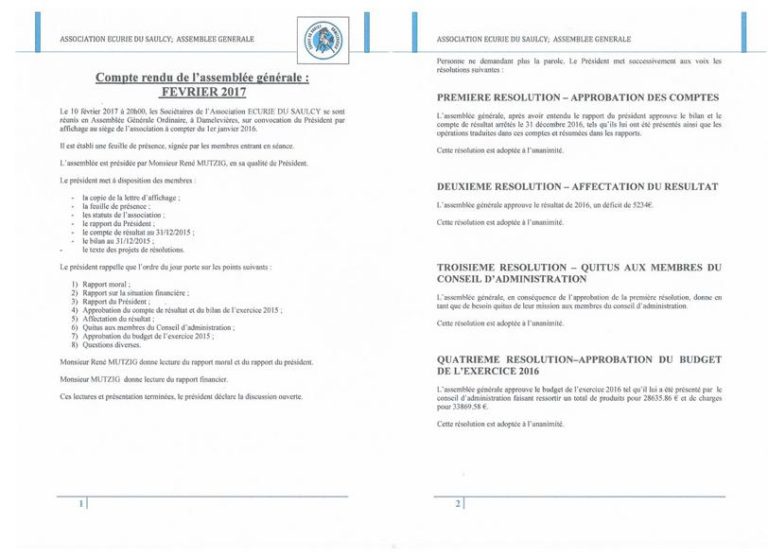 ASSOCIATION ECURIE DU SAULCY; ASSEMBLEE GENERALE
Compte rendu de l'assemblée générale :
FEVRIER 2017
Le 10 février 2017 à 20h00, les Sociétaires de l'Association ECURIE DU SAULCY se sont
réunis en Assemblée Générale Ordinaire, à Damelevières, sur convocation du Président par
affichage au siège de l'association à compter du 1er janvier 2016.
Il est établi une feuille de présence, signée par les membres entrant en séance.
L'assemblée est présidée par Monsieur René MUTZIG, en sa qualité de Président.
Le président met à disposition des membres :
- la copie de la lettre d'affichage ;
- la feuille de présence ;
- les statuts de l'association ;
- le rapport du Président ;
- le compte de résultat au 31/12/2015 ;
- le bilan au 31/12/2015 ;
- le texte des projets de résolutions.
Le président rappelle que l'ordre du jour porte sur les points suivants :
1) Rapport moral ;
2) Rapport sur la situation financière ;
3) Rapport du Président ;
4) Approbation du compte de résultat et du bilan de l'exercice 2015 ;
5) Affectation du résultat ;
6) Quitus aux membres du Conseil d'administration ;
7) Approbation du budget de l'exercice 2015 ;
8) Questions diverses.
Monsieur René MUTZIG donne lecture du rapport moral et du rapport du président.
Monsieur MUTZIG donne lecture du rapport financier.
Ces lectures et présentation terminées, le président déclare la discussion ouverte.
1
ASSOCIATION ECURIE DU SAULCY; ASSEMBLEE GENERALE
Personne ne demandant plus la parole, Le Président met successivement aux voix les
résolutions suivantes :
PREMIERE RESOLUTION – APPROBATION DES COMPTES
L'assemblée générale, après avoir entendu le rapport du président approuve le bilan et le
compte de résultat arrêtés le 31 décembre 2016, tels qu'ils lui ont été présentés ainsi que les
opérations traduites dans ces comptes et résumées dans les rapports.
Cette résolution est adoptée à l'unanimité.
DEUXIEME RESOLUTION – AFFECTATION DU RESULTAT
L'assemblée générale approuve le résultat de 2016, un déficit de 5234€.
Cette résolution est adoptée à l'unanimité.
TROISIEME RESOLUTION – QUITUS AUX MEMBRES DU
CONSEIL D'ADMINISTRATION
L'assemblée générale, en conséquence de l'approbation de la première résolution, donne en
tant que de besoin quitus de leur mission aux membres du conseil d'administration
Cette résolution est adoptée à l'unanimité.
QUATRIEME RESOLUTION–APPROBATION DU BUDGET
DE L'EXERCICE 2016
L'assemblée générale approuve le budget de l'exercice 2016 tel qu'il lui a été présenté par le
conseil d'administration faisant ressortir un total de produits pour 28635.86 € et de charges
pour 33869.58 €.
Cette résolution est adoptée à l'unanimité.
2